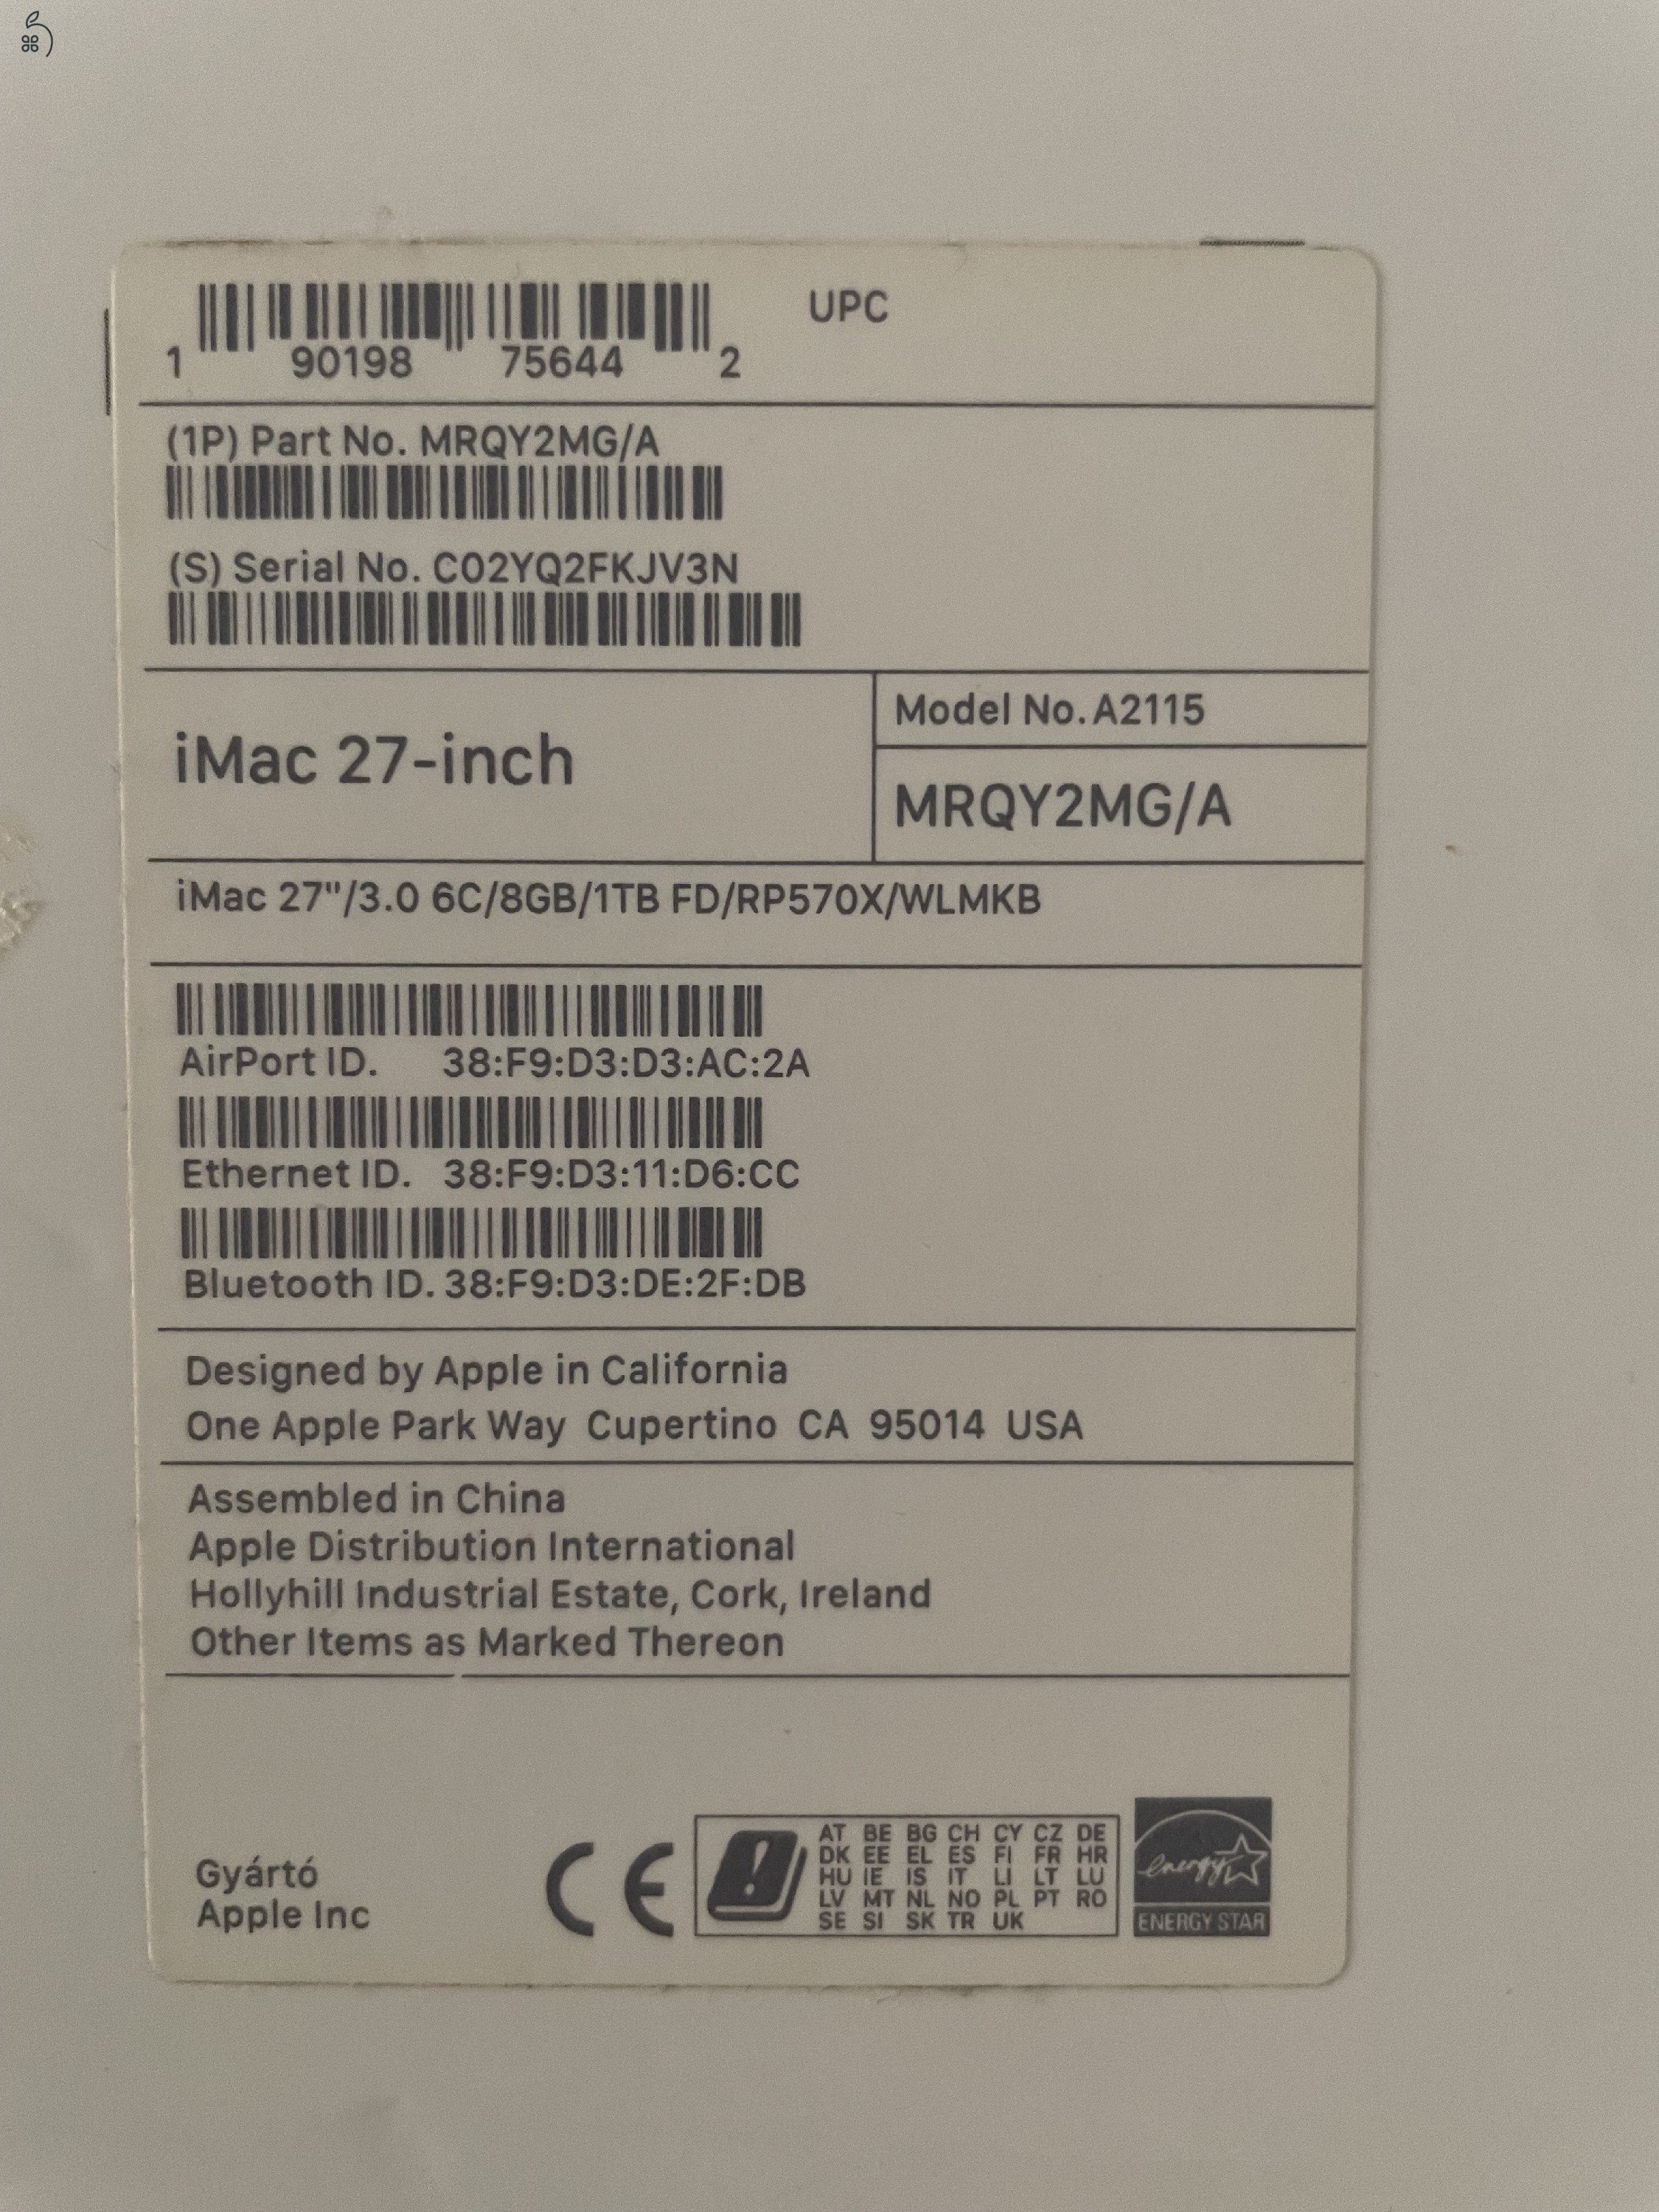 UPC
1 90198 75644 2
(1P) Part No. MRQY2MG/A
(S) Serial No. C02YQ2FKJV3N
iMac 27-inch
Model No. A2115
MRQY2MG/A
iMac 27"/3.0 6C/8GB/1TB FD/RP570X/WLMKB
AirPort ID. 38:F9:D3:D3:AC:2A
Ethernet ID. 38:F9:D3:11:D6:CC
Bluetooth ID. 38:F9:D3:DE:2F:DB
Designed by Apple in California
One Apple Park Way Cupertino CA 95014 USA
Assembled in China
Apple Distribution International
Hollyhill Industrial Estate, Cork, Ireland
Other Items as Marked Thereon
Gyártó
Apple Inc
CE
!
AT BE BG CH CY CZ DE
DK EE EL ES FI FR HR
HU IE IS IT LI LT LU
LV MT NL NO PL PT RO
SE SI SK TR UK
energy
ENERGY STAR